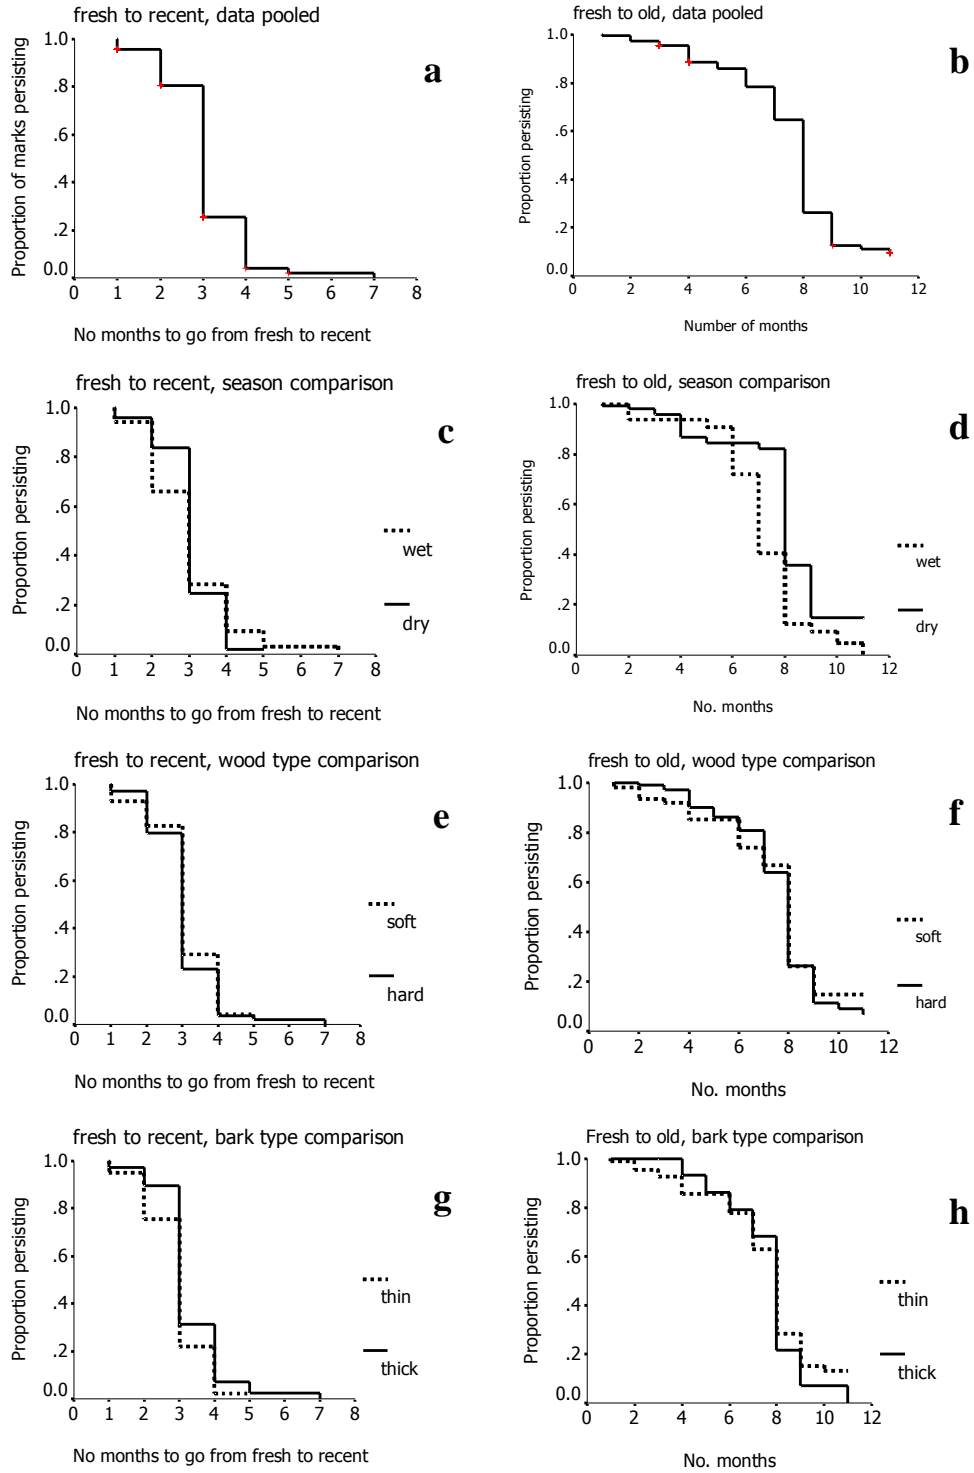 fresh to recent, data pooled
a
Proportion of marks persisting
1.0
.8
.6
.4
.2
0.0
0 1 2 3 4 5 6 7 8
No months to go from fresh to recent
fresh to old, data pooled
b
Proportion persisting
1.0
.8
.6
.4
.2
0.0
0 2 4 6 8 10 12
Number of months
fresh to recent, season comparison
c
Proportion persisting
1.0
.8
.6
.4
.2
0.0
0 1 2 3 4 5 6 7 8
wet
dry
No months to go from fresh to recent
fresh to old, season comparison
d
Proportion persisting
1.0
.8
.6
.4
.2
0.0
0 2 4 6 8 10 12
wet
dry
No. months
fresh to recent, wood type comparison
e
Proportion persisting
1.0
.8
.6
.4
.2
0.0
0 1 2 3 4 5 6 7 8
soft
hard
No months to go from fresh to recent
fresh to old, wood type comparison
f
Proportion persisting
1.0
.8
.6
.4
.2
0.0
0 2 4 6 8 10 12
soft
hard
No. months
fresh to recent, bark type comparison
g
Proportion persisting
1.0
.8
.6
.4
.2
0.0
0 1 2 3 4 5 6 7 8
thin
thick
No months to go from fresh to recent
Fresh to old, bark type comparison
h
Proportion persisting
1.0
.8
.6
.4
.2
0.0
0 2 4 6 8 10 12
thin
thick
No. months